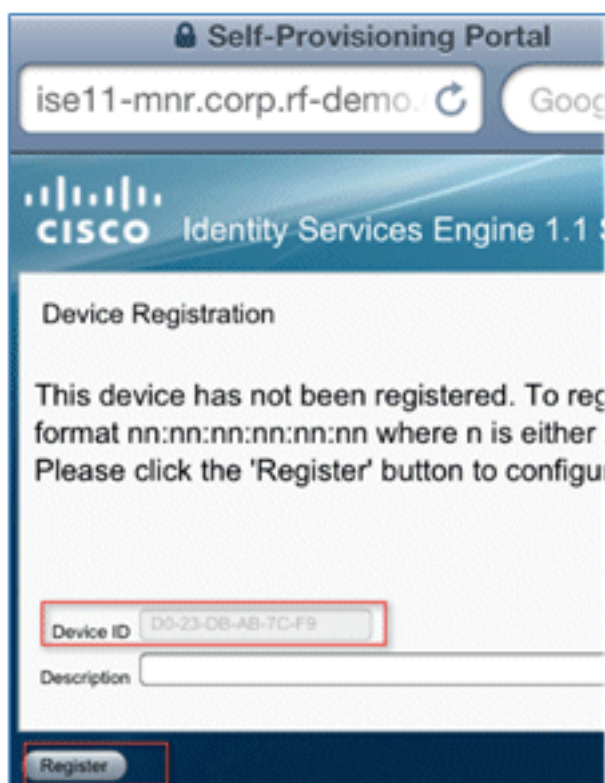 Self-Provisioning Portal
ise11-mnr.corp.rf-demo.
Goog
CISCO Identity Services Engine 1.1
Device Registration
This device has not been registered. To reg
format nn:nn:nn:nn:nn:nn where n is either
Please click the 'Register' button to configu
Device ID D0-23-DB-AB-7C-F9
Description
Register